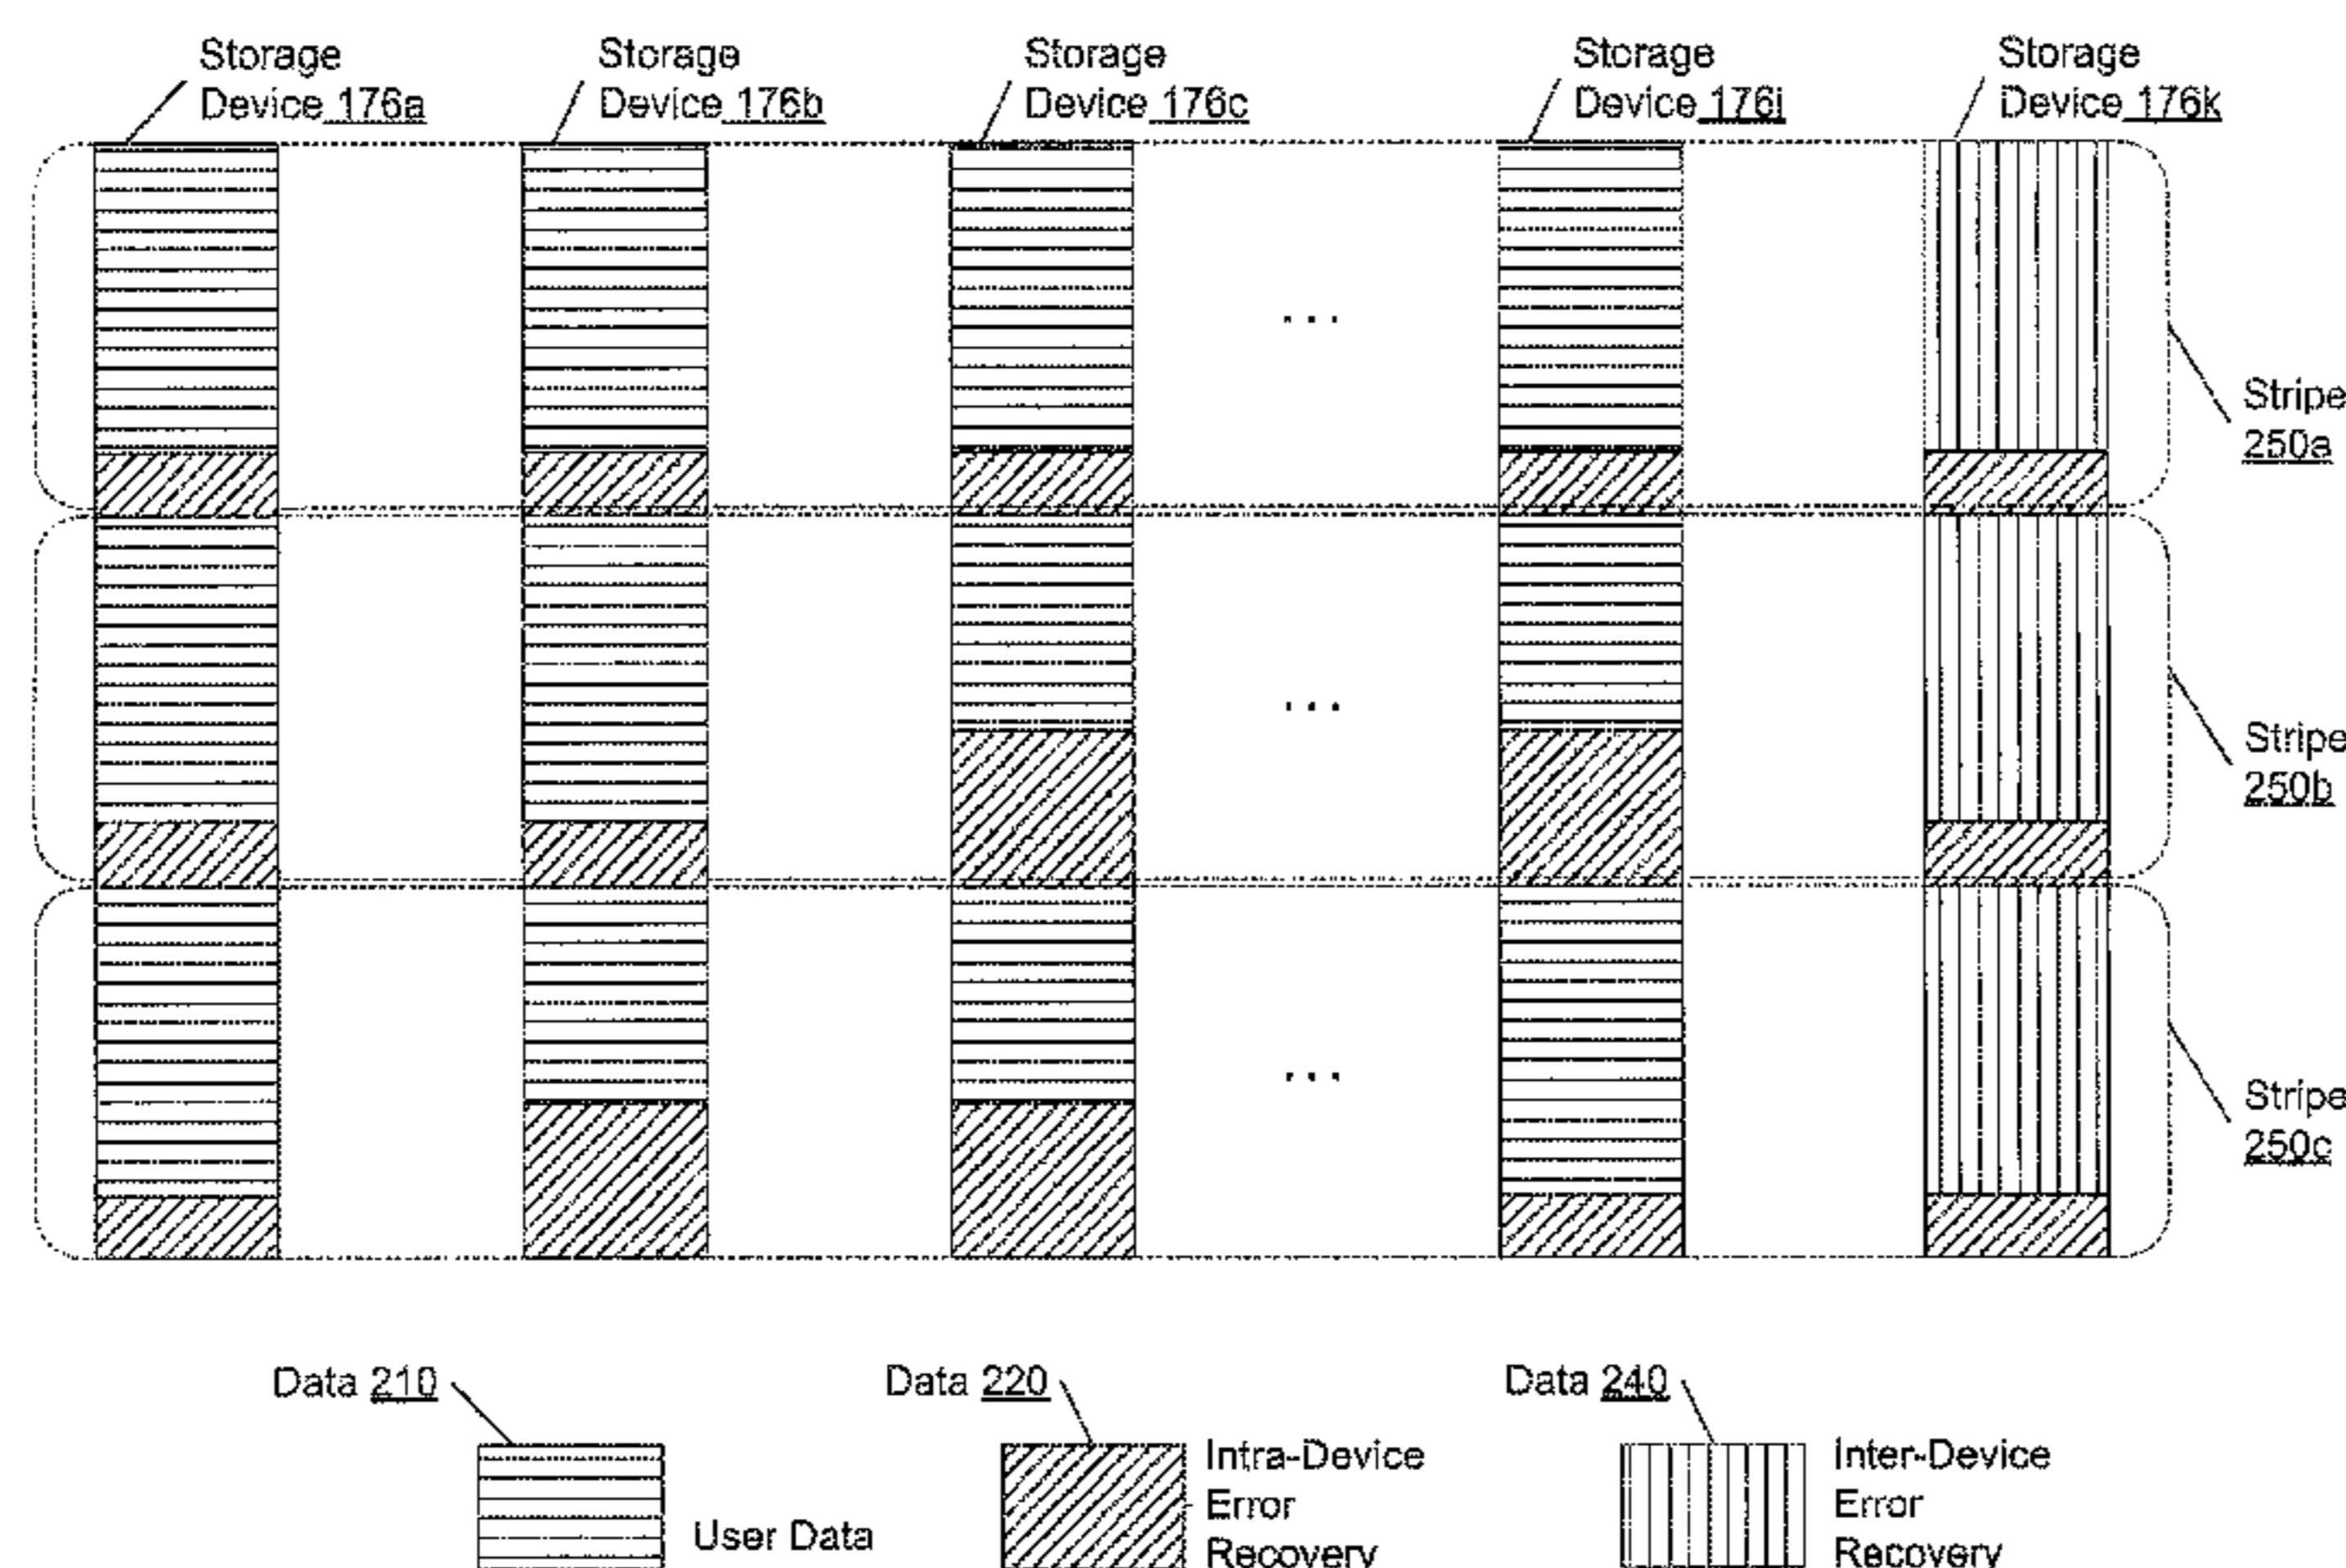 Storage
Device 176a
Storage
Device 176b
Storage
Device 176c
Storage
Device 176j
Storage
Device 176k
...
Stripe
250a
...
Stripe
250b
...
Stripe
250c
Data 210
User Data
Data 220
Intra-Device
Error
Recovery
Data 240
Inter-Device
Error
Recovery